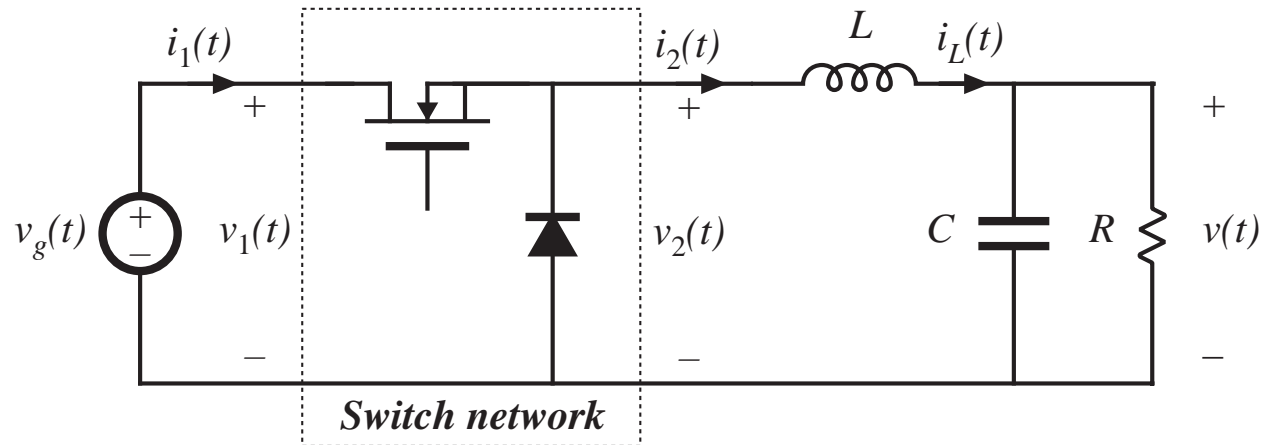 i1(t)
i2(t)
L
iL(t)
+
+
+
vg(t)
+
−
v1(t)
v2(t)
C
R
v(t)
−
−
−
Switch network